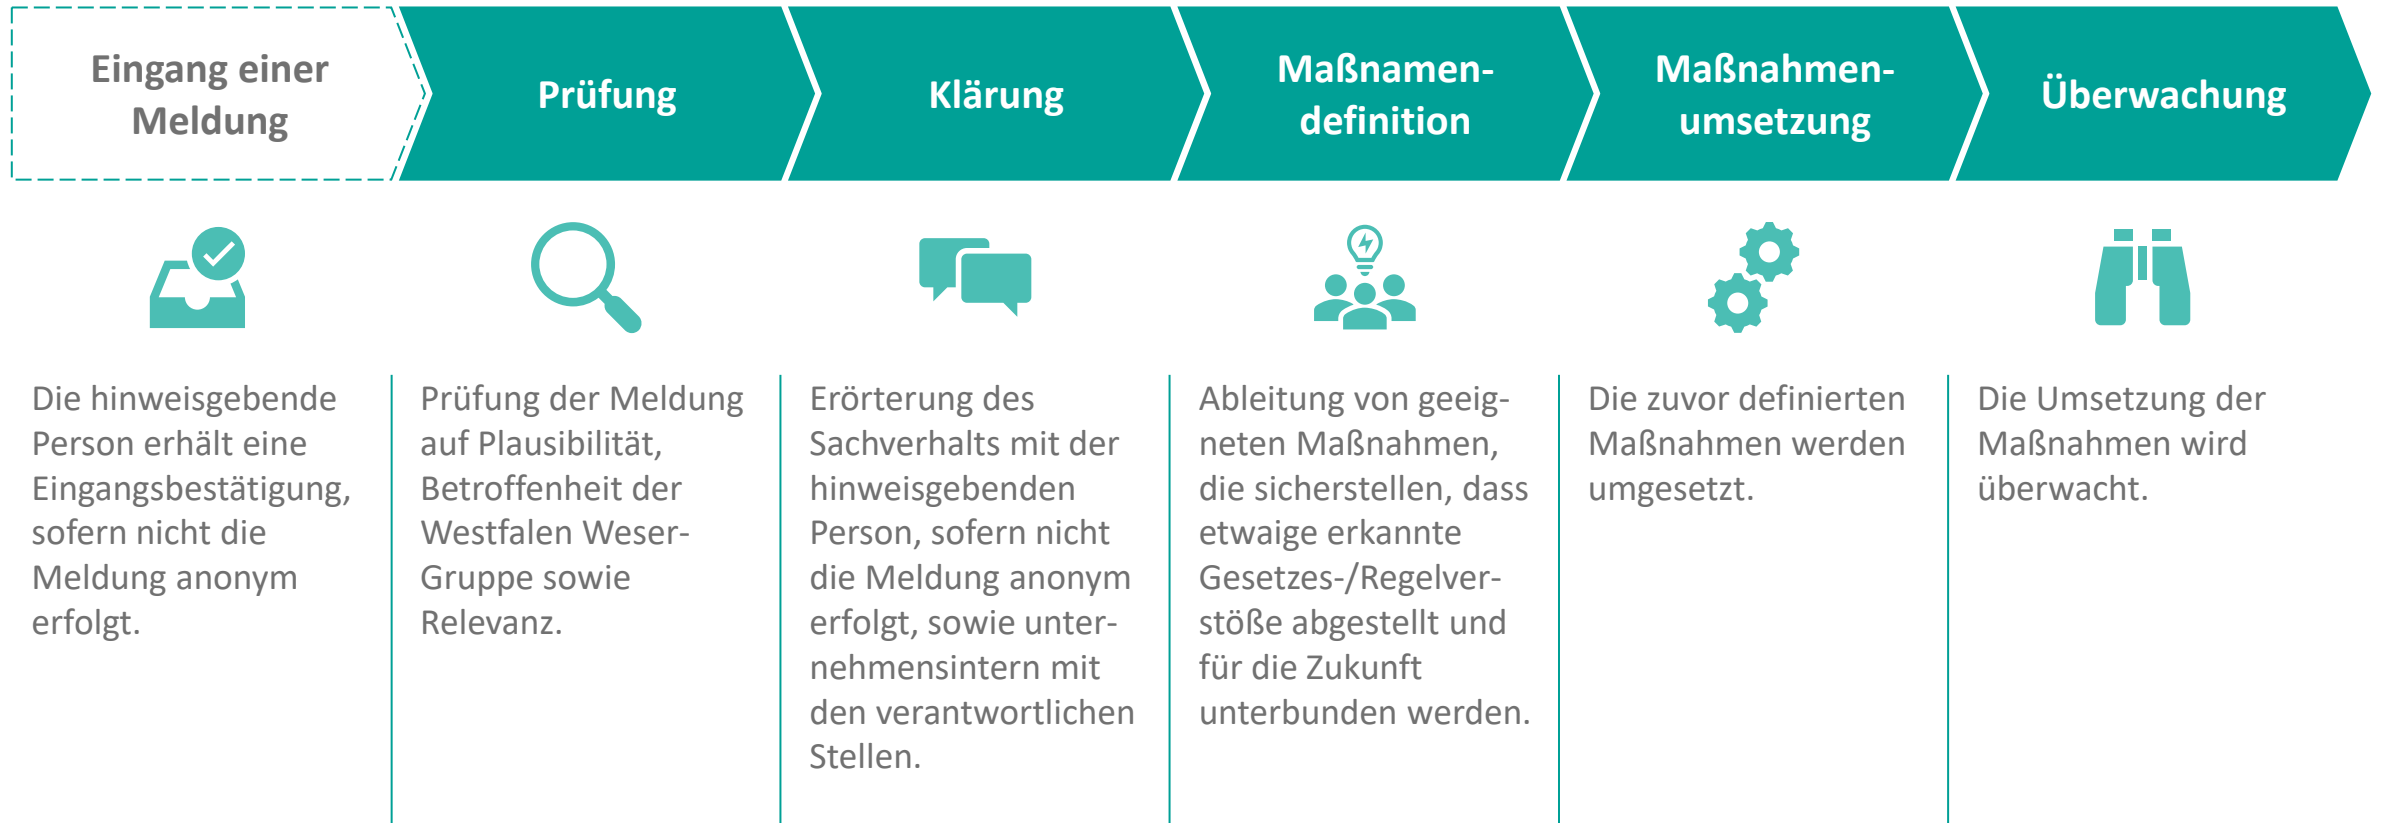 Eingang einer
Meldung
Prüfung
Klärung
Maßnamen-
definition
Maßnahmen-
umsetzung
Überwachung
Die hinweisgebende
Person erhält eine
Eingangsbestätigung,
sofern nicht die
Meldung anonym
erfolgt.
Prüfung der Meldung
auf Plausibilität,
Betroffenheit der
Westfalen Weser-
Gruppe sowie
Relevanz.
Erörterung des
Sachverhalts mit der
hinweisgebenden
Person, sofern nicht
die Meldung anonym
erfolgt, sowie unter-
nehmensintern mit
den verantwortlichen
Stellen.
Ableitung von geeig-
neten Maßnahmen,
die sicherstellen, dass
etwaige erkannte
Gesetzes-/Regelver-
stöße abgestellt und
für die Zukunft
unterbunden werden.
Die zuvor definierten
Maßnahmen werden
umgesetzt.
Die Umsetzung der
Maßnahmen wird
überwacht.